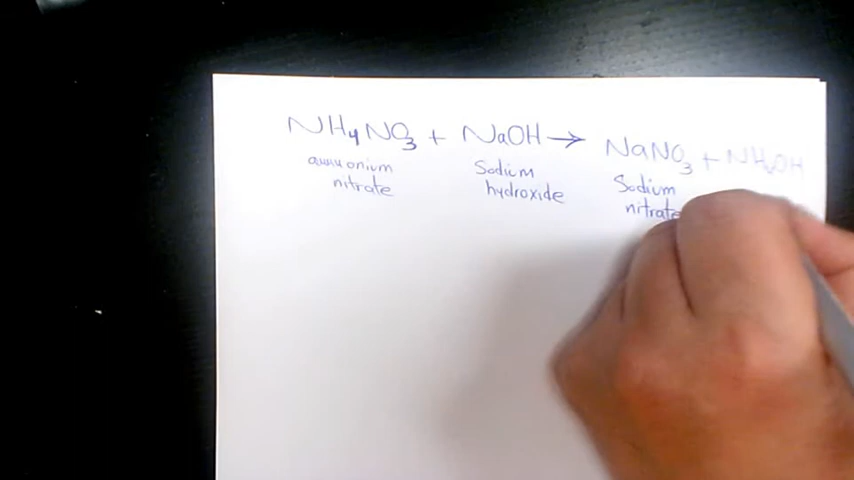 NH4NO3 + NaOH → NaNO3 + NH4OH
ammonium nitrate
Sodium hydroxide
Sodium nitrate